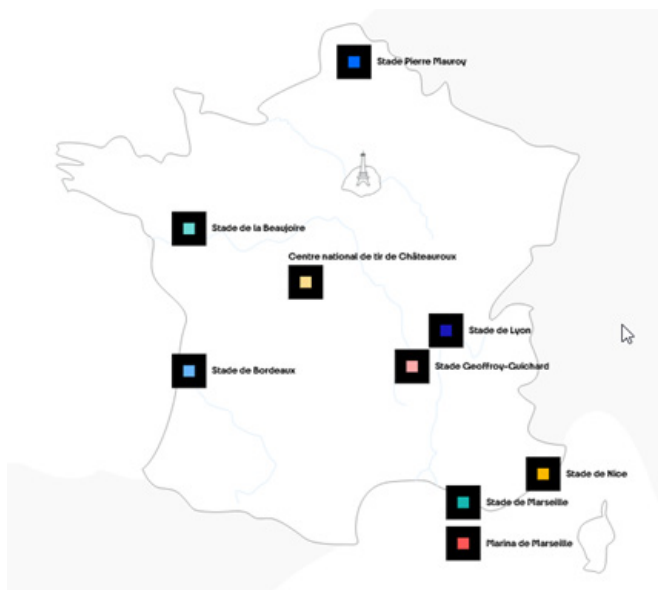 Stade Pierre Mauroy
Stade de la Beaujoire
Centre national de tir de Châteauroux
Stade de Lyon
Stade Geoffroy-Guichard
Stade de Bordeaux
Stade de Nice
Stade de Marseille
Marina de Marseille